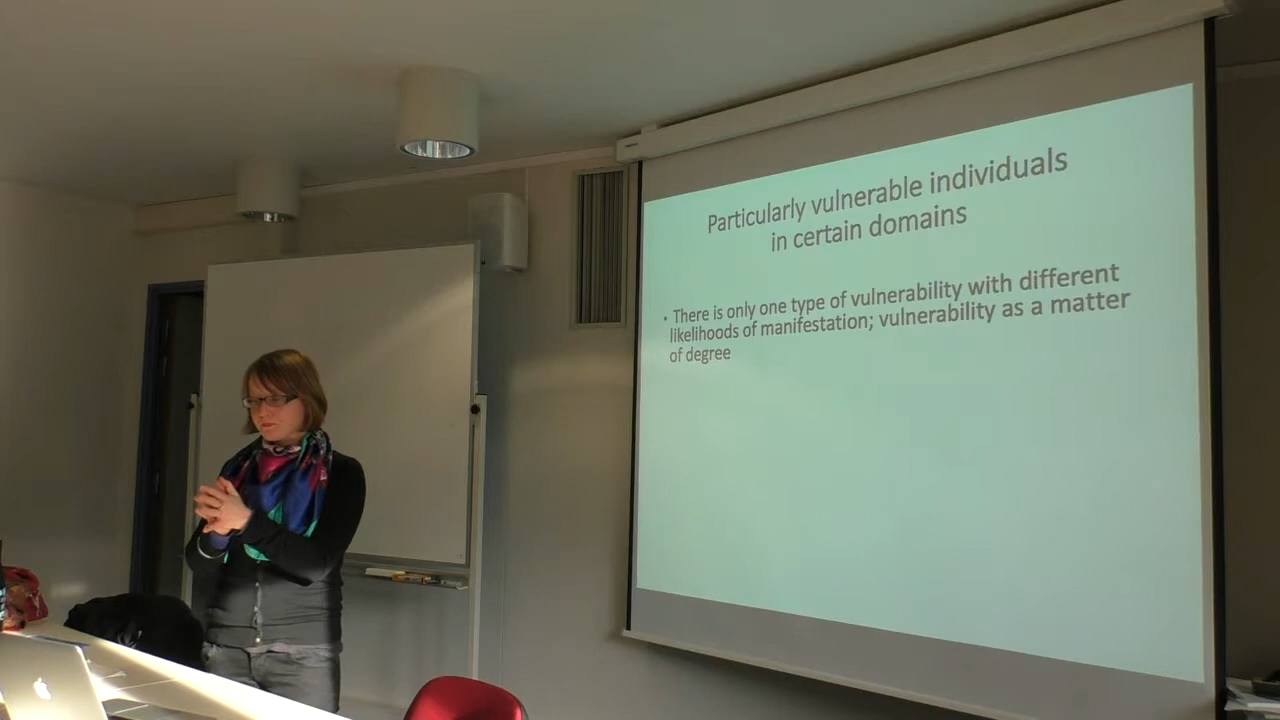 Particularly vulnerable individuals
in certain domains
• There is only one type of vulnerability with different
likelihoods of manifestation; vulnerability as a matter
of degree